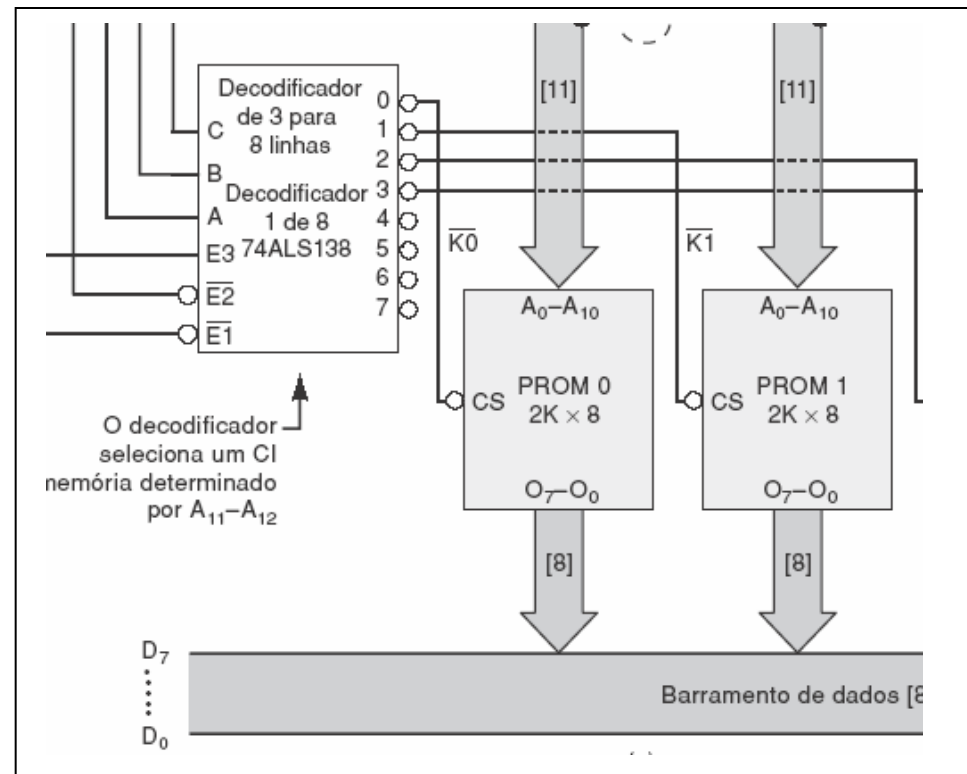 Decodificador
de 3 para
8 linhas
Decodificador
1 de 8
74ALS138
C
B
A
E3
E2
E1
0
1
2
3
4
5
6
7
K0
K1
[11]
[11]
A0–A10
CS
PROM 0
2K × 8
O7–O0
[8]
A0–A10
CS
PROM 1
2K × 8
O7–O0
[8]
O decodificador
seleciona um CI
memória determinado
por A11–A12
D7
D0
Barramento de dados [8